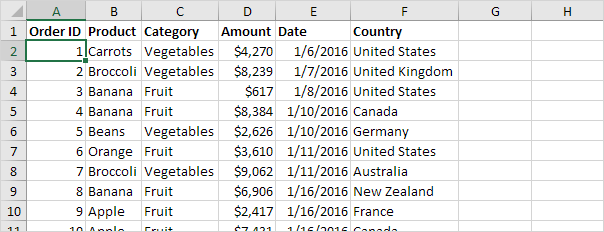 A B C D E F G H
1 Order ID Product Category Amount Date Country
2 1 Carrots Vegetables $4,270 1/6/2016 United States
3 2 Broccoli Vegetables $8,239 1/7/2016 United Kingdom
4 3 Banana Fruit $617 1/8/2016 United States
5 4 Banana Fruit $8,384 1/10/2016 Canada
6 5 Beans Vegetables $2,626 1/10/2016 Germany
7 6 Orange Fruit $3,610 1/11/2016 United States
8 7 Broccoli Vegetables $9,062 1/11/2016 Australia
9 8 Banana Fruit $6,906 1/16/2016 New Zealand
10 9 Apple Fruit $2,417 1/16/2016 France
11 10 Apple Fruit $7,431 1/16/2016 Canada